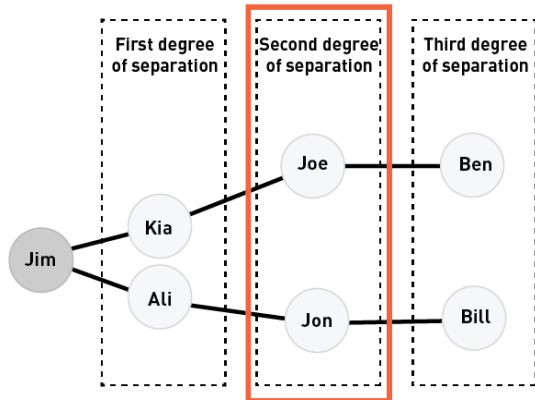 First degree
of separation
Second degree
of separation
Third degree
of separation
Joe
Ben
Kia
Jim
Ali
Jon
Bill